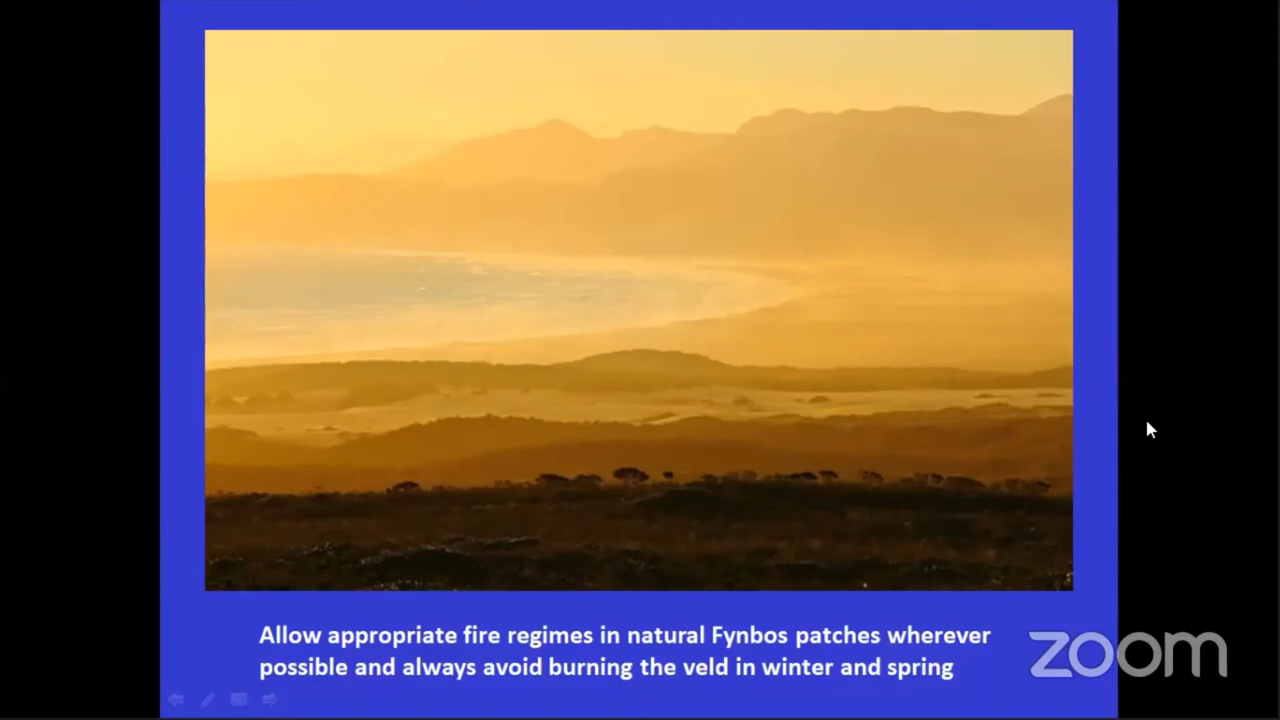 Allow appropriate fire regimes in natural Fynbos patches wherever
possible and always avoid burning the veld in winter and spring
zoom